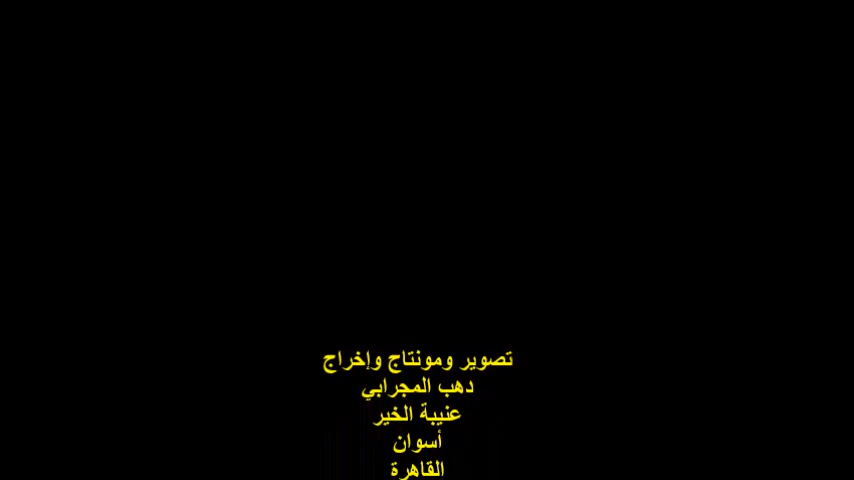 تصوير ومونتاج وإخراج
دهب المجرابي
عنيبة الخير
أسوان
القاهرة